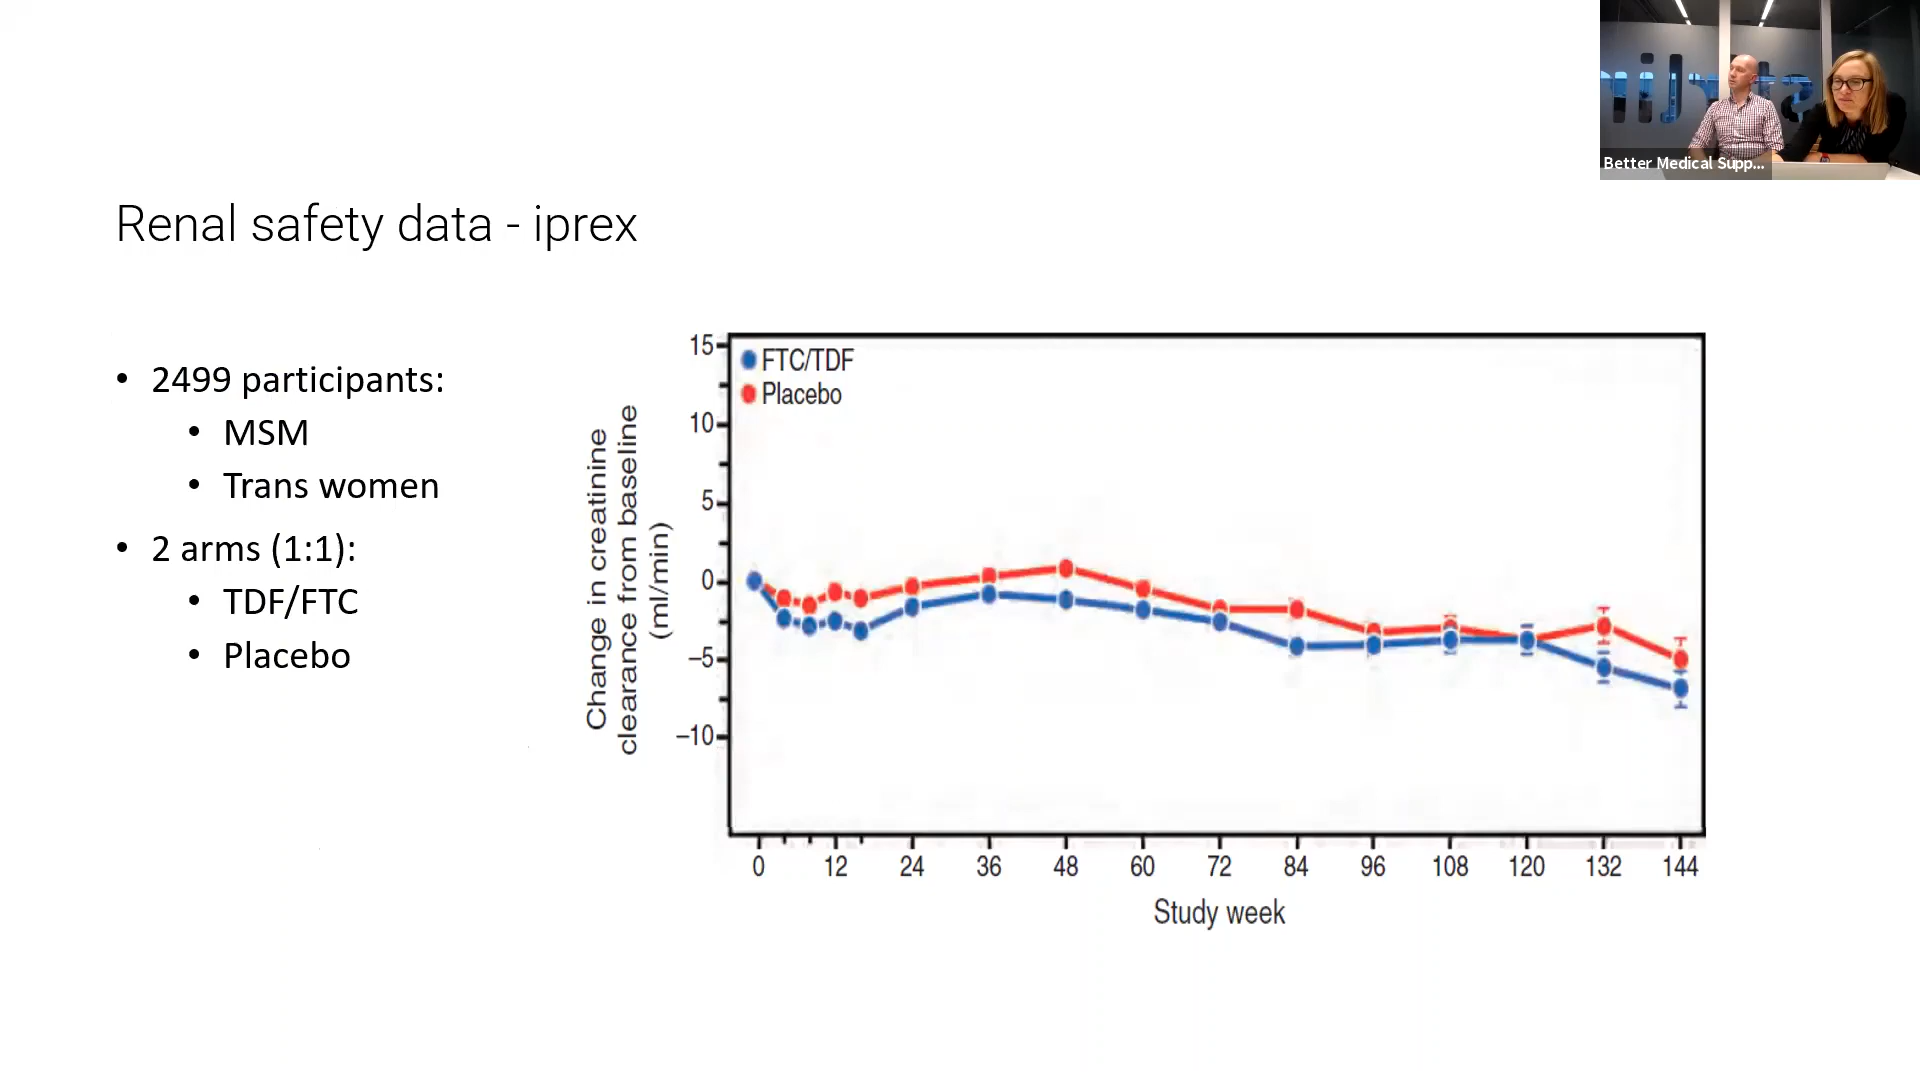 Better Medical Supp...
Renal safety data - iprex
• 2499 participants:
• MSM
• Trans women
• 2 arms (1:1):
• TDF/FTC
• Placebo
FTC/TDF
Placebo
Change in creatinine
clearance from baseline
(ml/min)
15
10
5
0
–5
–10
0 12 24 36 48 60 72 84 96 108 120 132 144
Study week